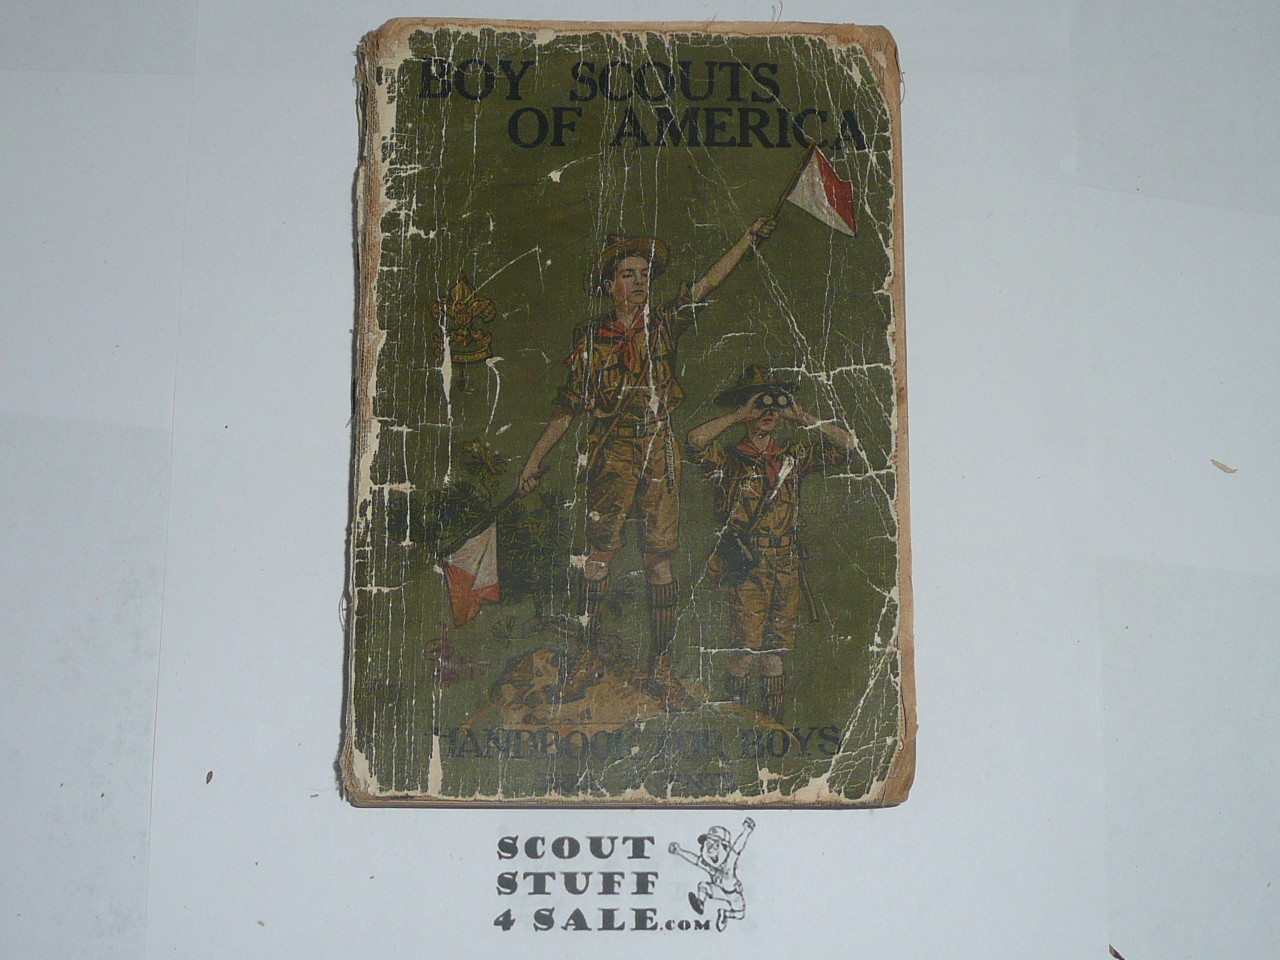 BOY SCOUTS
OF AMERICA
HANDBOOK FOR BOYS
SCOUT
STUFF
4 SALE.COM